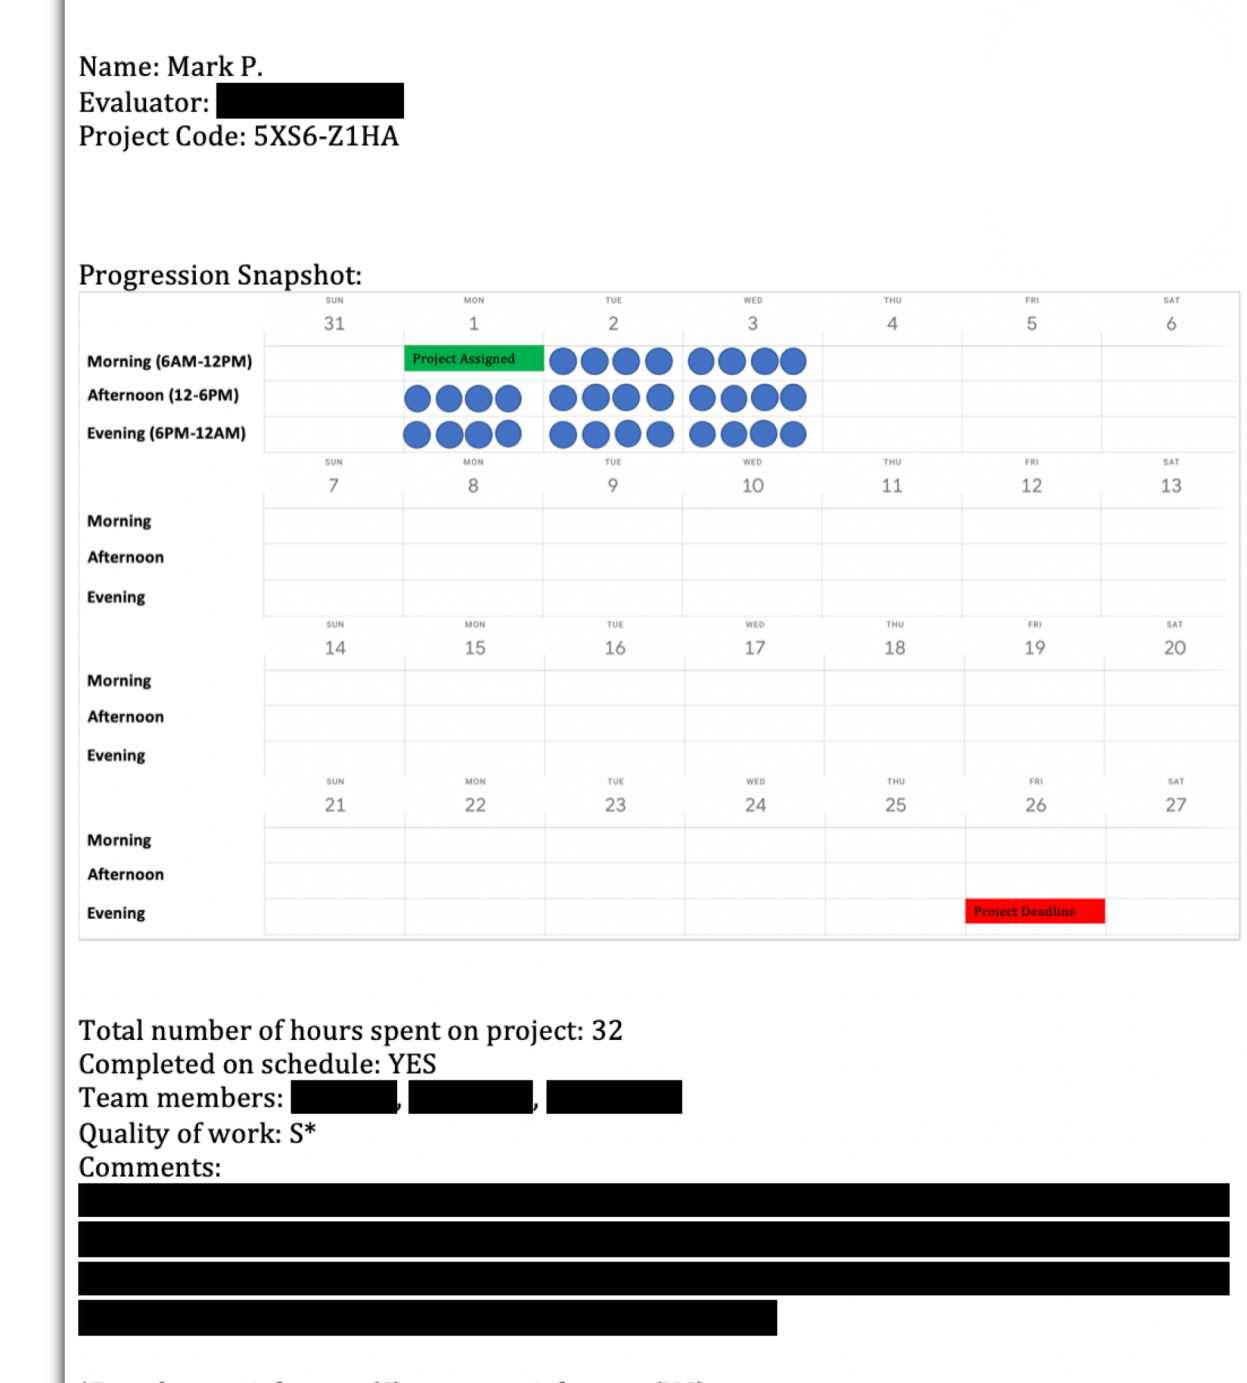 Name: Mark P.
Evaluator:
Project Code: 5XS6-Z1HA
Progression Snapshot:
SUN MON TUE WED THU FRI SAT
31 1 2 3 4 5 6
Morning (6AM-12PM) Project Assigned
Afternoon (12-6PM)
Evening (6PM-12AM)
SUN MON TUE WED THU FRI SAT
7 8 9 10 11 12 13
Morning
Afternoon
Evening
SUN MON TUE WED THU FRI SAT
14 15 16 17 18 19 20
Morning
Afternoon
Evening
SUN MON TUE WED THU FRI SAT
21 22 23 24 25 26 27
Morning
Afternoon
Evening Project Deadline
Total number of hours spent on project: 32
Completed on schedule: YES
Team members: , ,
Quality of work: S*
Comments: